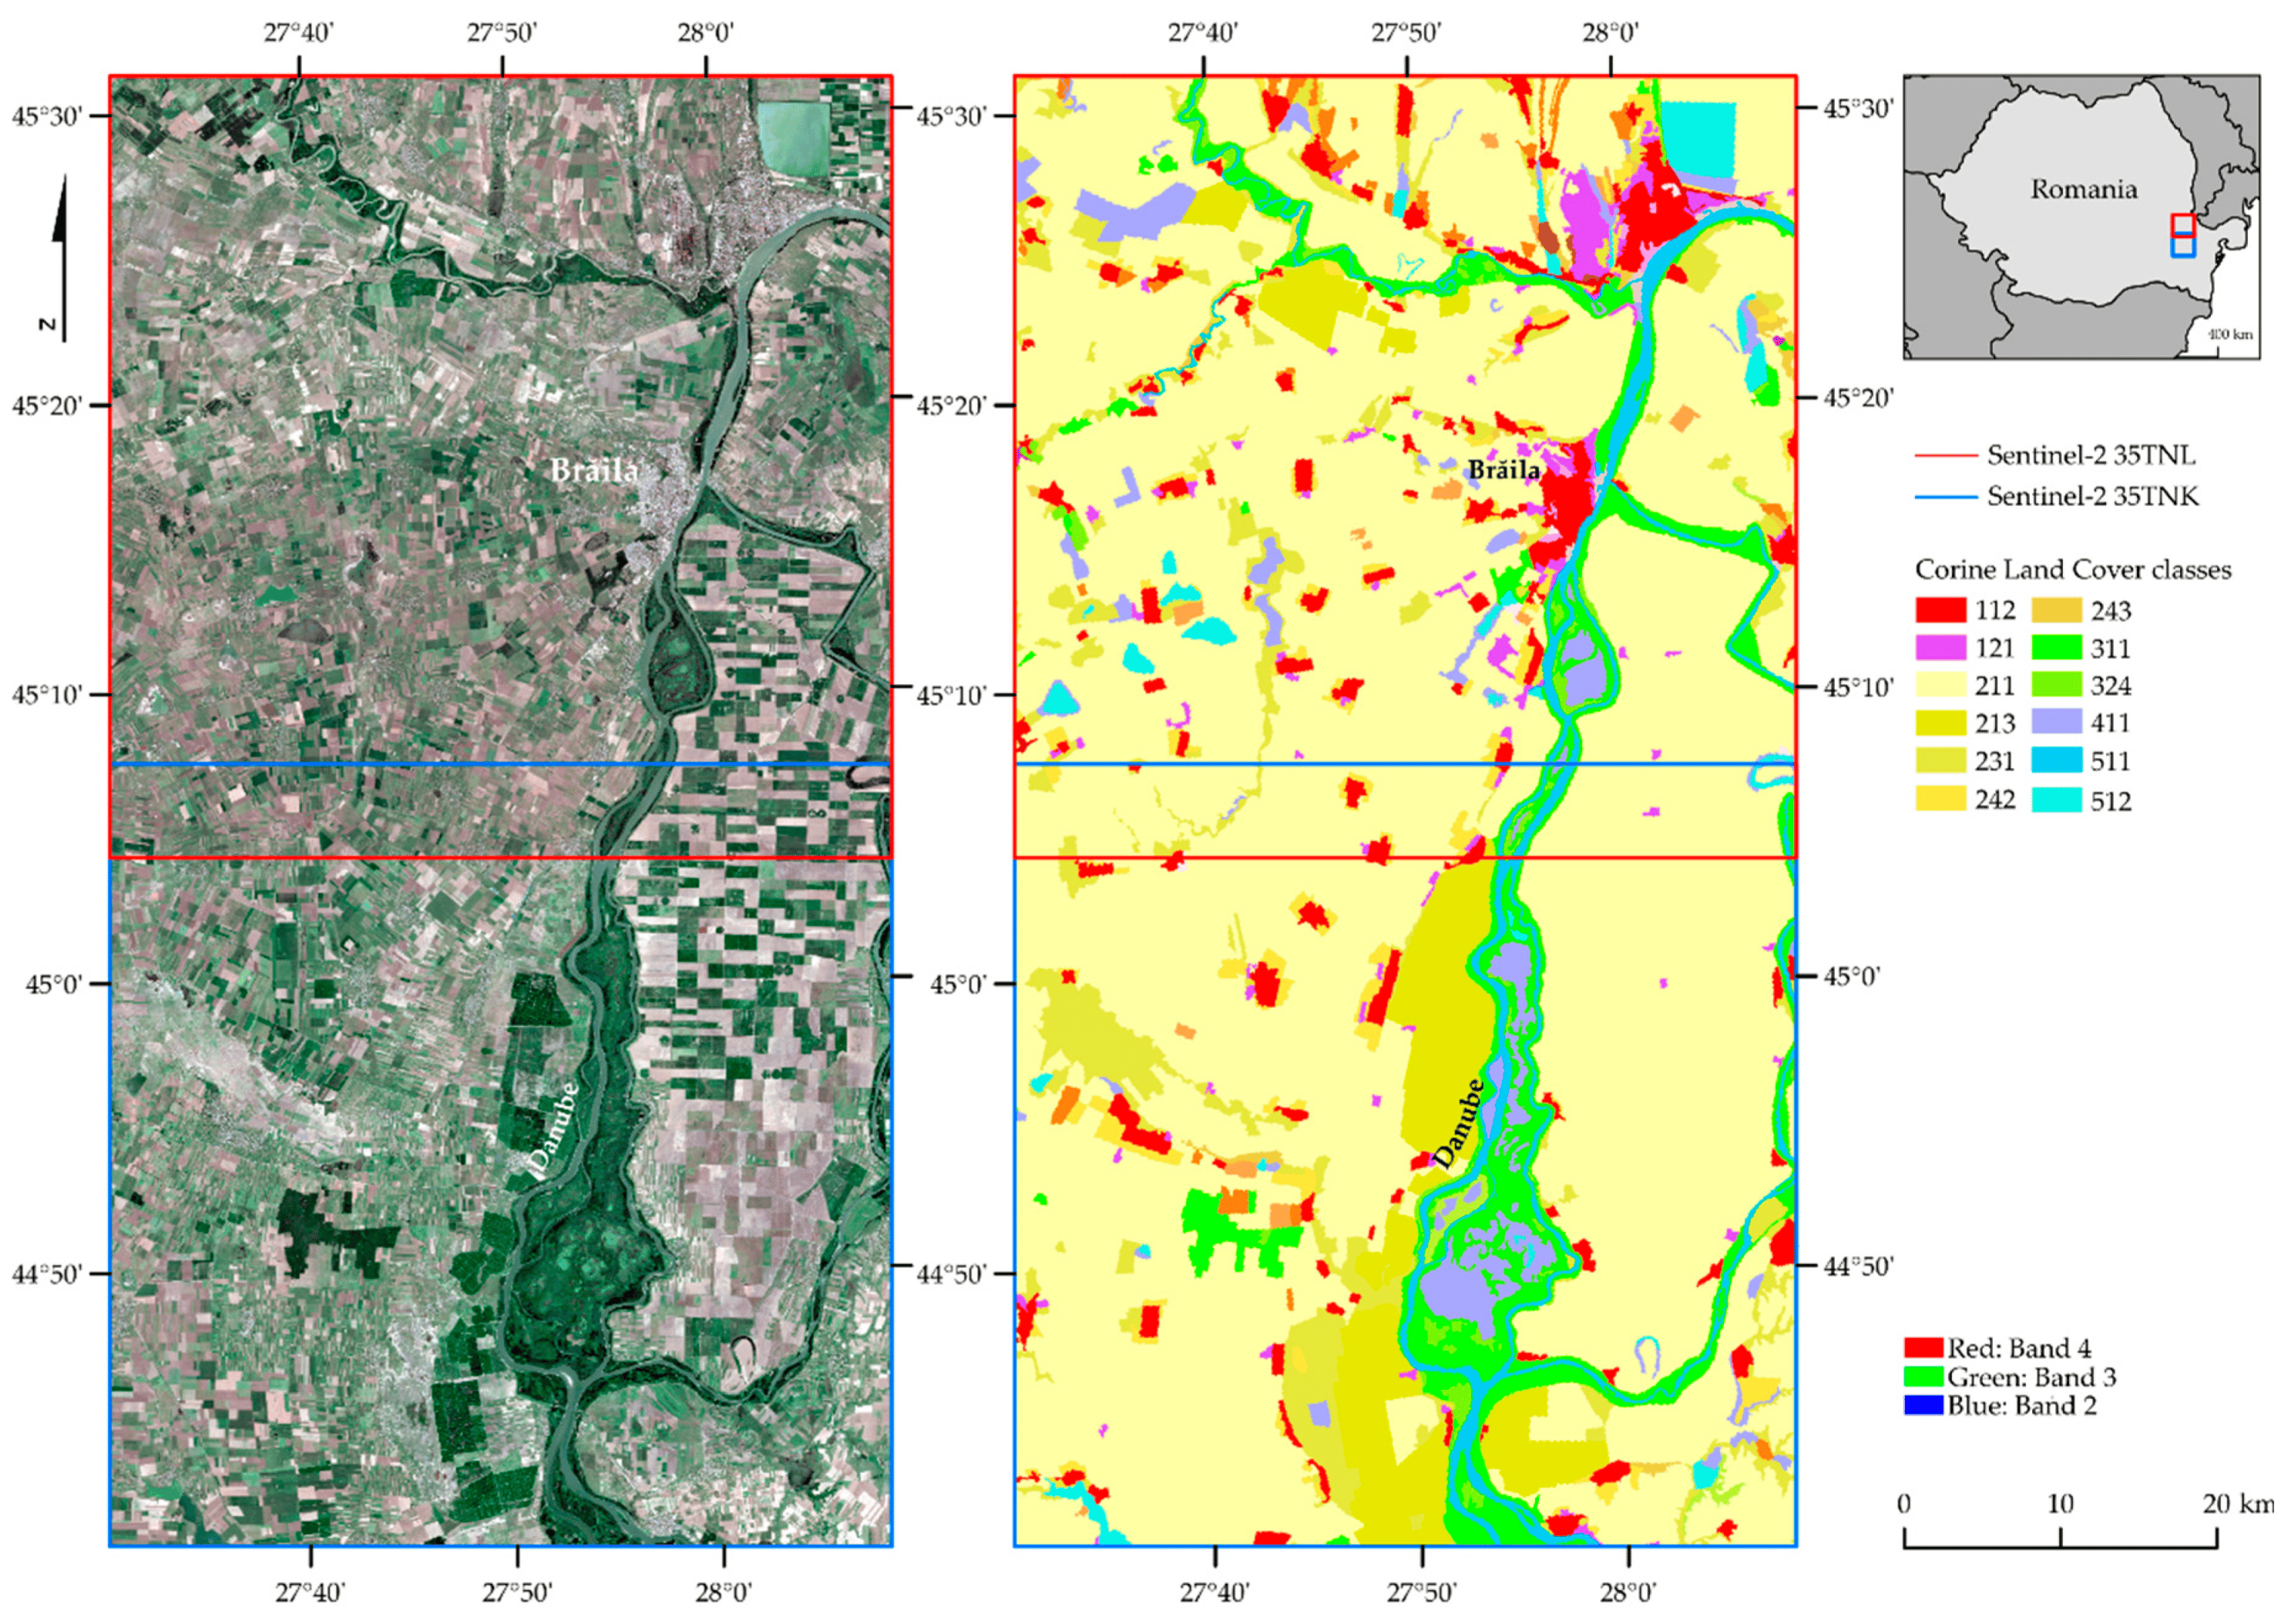 27°40' 27°50' 28°0' 27°40' 27°50' 28°0'
45°30' 45°30' 45°30'
45°20' 45°20' 45°20'
45°10' 45°10' 45°10'
45°0' 45°0' 45°0'
44°50' 44°50' 44°50'
27°40' 27°50' 28°0' 27°40' 27°50' 28°0'
N
Brăila
Danube
Brăila
Danube
Romania
400 km
Sentinel-2 35TNL
Sentinel-2 35TNK
Corine Land Cover classes
112 243
121 311
211 324
213 411
231 511
242 512
Red: Band 4
Green: Band 3
Blue: Band 2
0 10 20 km